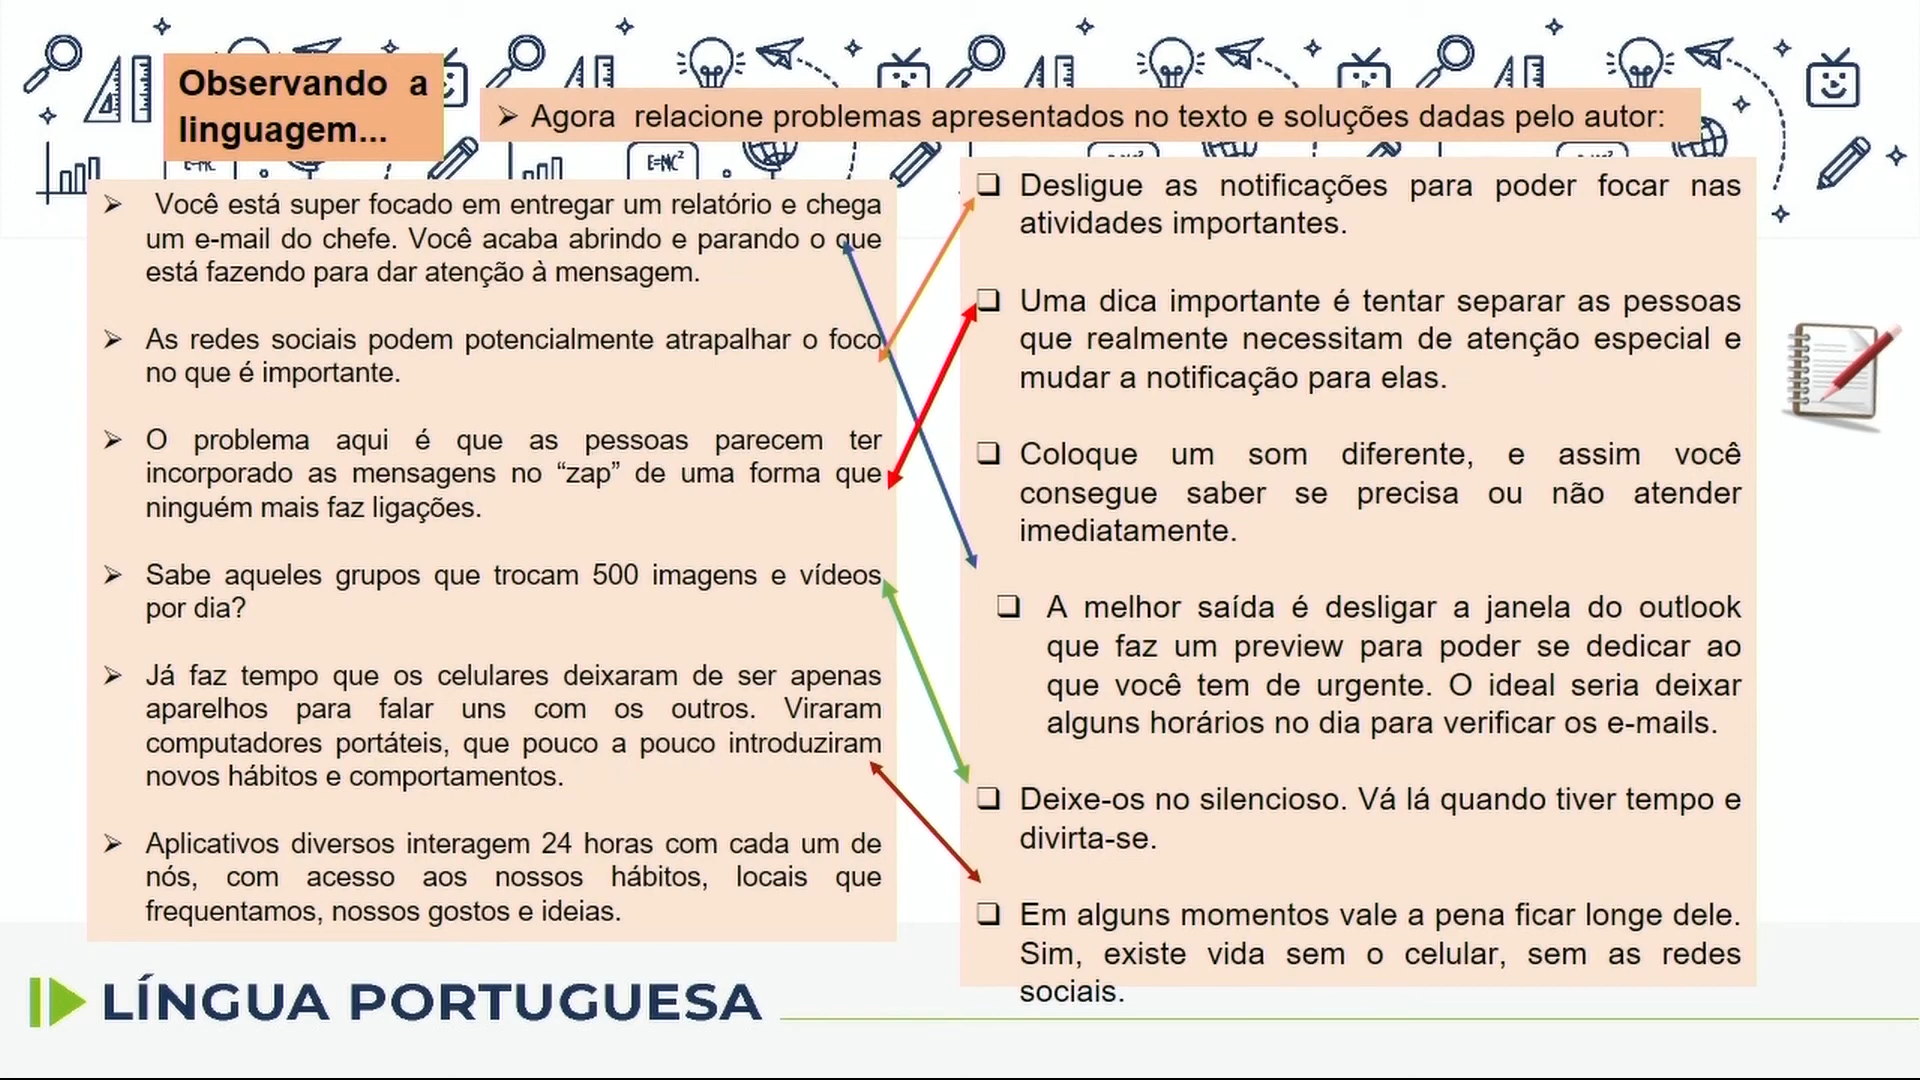 Observando a
linguagem...
➢ Agora relacione problemas apresentados no texto e soluções dadas pelo autor:
E=MC²
➢ Você está super focado em entregar um relatório e chega
um e-mail do chefe. Você acaba abrindo e parando o que
está fazendo para dar atenção à mensagem.
➢ As redes sociais podem potencialmente atrapalhar o foco
no que é importante.
➢ O problema aqui é que as pessoas parecem ter
incorporado as mensagens no “zap” de uma forma que
ninguém mais faz ligações.
➢ Sabe aqueles grupos que trocam 500 imagens e vídeos
por dia?
➢ Já faz tempo que os celulares deixaram de ser apenas
aparelhos para falar uns com os outros. Viraram
computadores portáteis, que pouco a pouco introduziram
novos hábitos e comportamentos.
➢ Aplicativos diversos interagem 24 horas com cada um de
nós, com acesso aos nossos hábitos, locais que
frequentamos, nossos gostos e ideias.
❑ Desligue as notificações para poder focar nas
atividades importantes.
❑ Uma dica importante é tentar separar as pessoas
que realmente necessitam de atenção especial e
mudar a notificação para elas.
❑ Coloque um som diferente, e assim você
consegue saber se precisa ou não atender
imediatamente.
❑ A melhor saída é desligar a janela do outlook
que faz um preview para poder se dedicar ao
que você tem de urgente. O ideal seria deixar
alguns horários no dia para verificar os e-mails.
❑ Deixe-os no silencioso. Vá lá quando tiver tempo e
divirta-se.
❑ Em alguns momentos vale a pena ficar longe dele.
Sim, existe vida sem o celular, sem as redes
sociais.
LÍNGUA PORTUGUESA